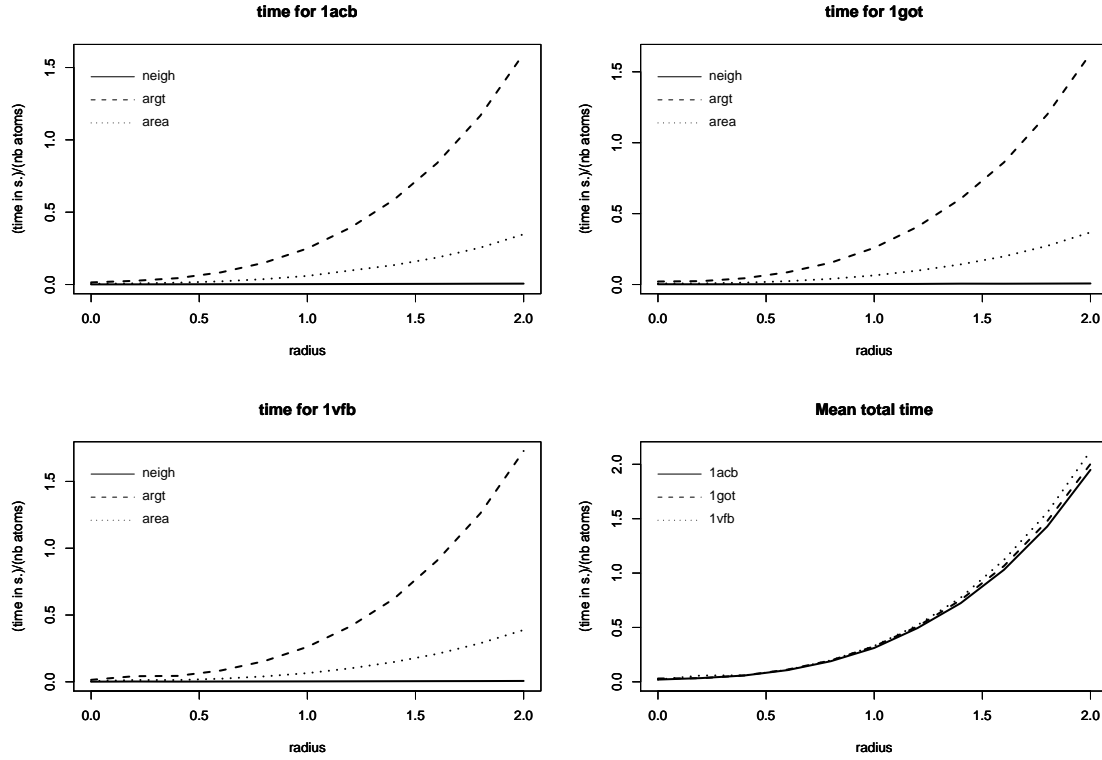 time for 1acb
(time in s.)/(nb atoms)
1.5
1.0
0.5
0.0
neigh
argt
area
0.0 0.5 1.0 1.5 2.0
radius
time for 1got
(time in s.)/(nb atoms)
1.5
1.0
0.5
0.0
neigh
argt
area
0.0 0.5 1.0 1.5 2.0
radius
time for 1vfb
(time in s.)/(nb atoms)
1.5
1.0
0.5
0.0
neigh
argt
area
0.0 0.5 1.0 1.5 2.0
radius
Mean total time
(time in s.)/(nb atoms)
2.0
1.5
1.0
0.5
0.0
1acb
1got
1vfb
0.0 0.5 1.0 1.5 2.0
radius